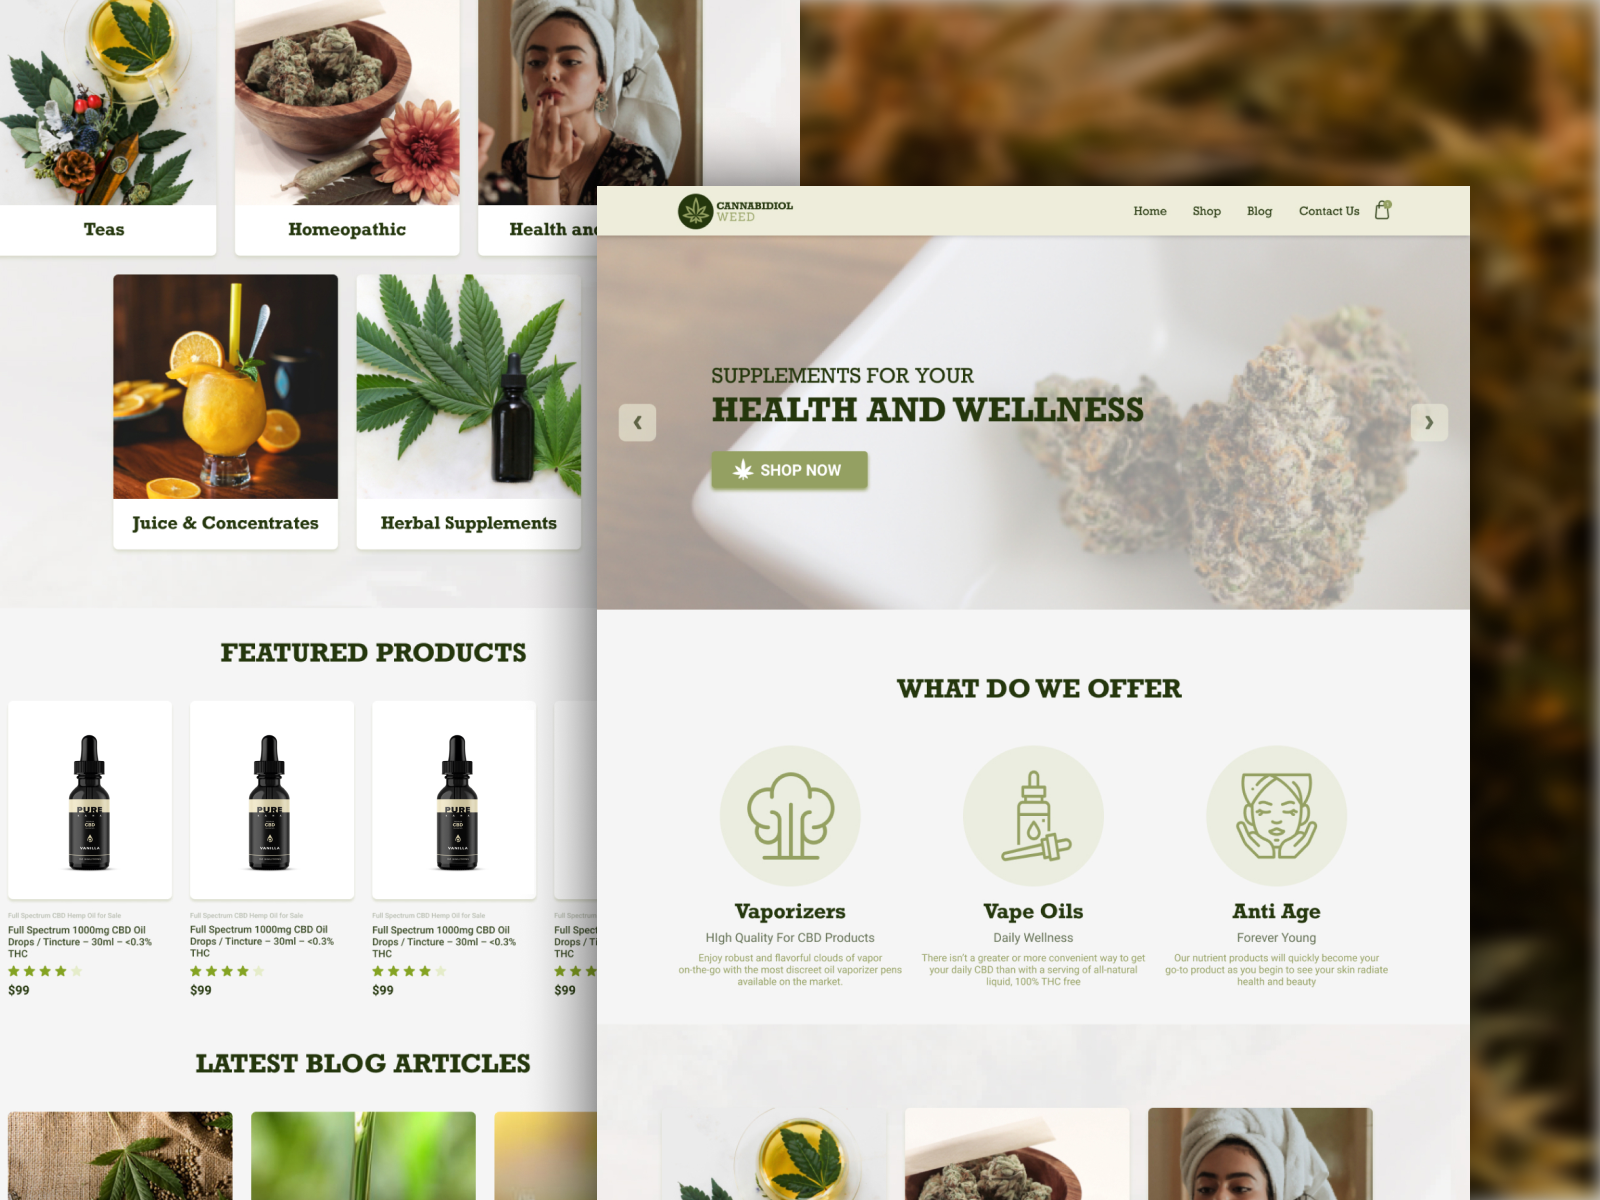 Teas
Homeopathic
Health and
Juice & Concentrates
Herbal Supplements
FEATURED PRODUCTS
PURE
CBD
VANILLA
PURE
CBD
VANILLA
PURE
CBD
VANILLA
Full Spectrum CBD Hemp Oil for Sale
Full Spectrum 1000mg CBD Oil
Drops / Tincture – 30ml – <0.3%
THC
$99
Full Spectrum CBD Hemp Oil for Sale
Full Spectrum 1000mg CBD Oil
Drops / Tincture – 30ml – <0.3%
THC
$99
Full Spectrum CBD Hemp Oil for Sale
Full Spectrum 1000mg CBD Oil
Drops / Tincture – 30ml – <0.3%
THC
$99
Full Spectrum
Full Spec
Drops / Ti
THC
$99
LATEST BLOG ARTICLES
CANNABIDIOL
WEED
Home
Shop
Blog
Contact Us
SUPPLEMENTS FOR YOUR
HEALTH AND WELLNESS
SHOP NOW
WHAT DO WE OFFER
Vaporizers
HIgh Quality For CBD Products
Enjoy robust and flavorful clouds of vapor
on-the-go with the most discreet oil vaporizer pens
available on the market.
Vape Oils
Daily Wellness
There isn't a greater or more convenient way to get
your daily CBD than with a serving of all-natural
liquid, 100% THC free
Anti Age
Forever Young
Our nutrient products will quickly become your
go-to product as you begin to see your skin radiate
health and beauty